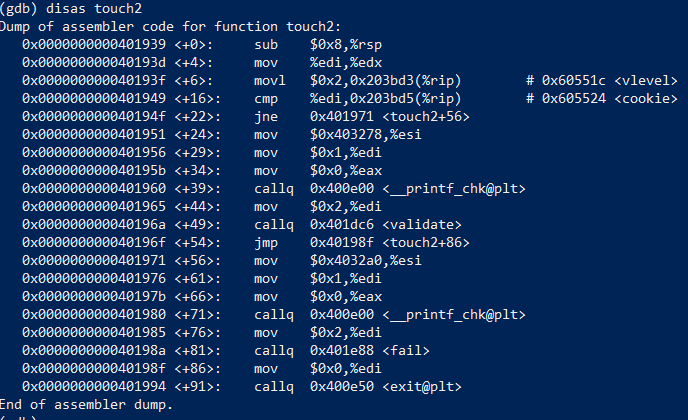 (gdb) disas touch2
Dump of assembler code for function touch2:
   0x0000000000401939 <+0>:     sub    $0x8,%rsp
   0x000000000040193d <+4>:     mov    %edi,%edx
   0x000000000040193f <+6>:     movl   $0x2,0x203bd3(%rip)        # 0x60551c <vlevel>
   0x0000000000401949 <+16>:    cmp    %edi,0x203bd5(%rip)        # 0x605524 <cookie>
   0x000000000040194f <+22>:    jne    0x401971 <touch2+56>
   0x0000000000401951 <+24>:    mov    $0x403278,%esi
   0x0000000000401956 <+29>:    mov    $0x1,%edi
   0x000000000040195b <+34>:    mov    $0x0,%eax
   0x0000000000401960 <+39>:    callq  0x400e00 <__printf_chk@plt>
   0x0000000000401965 <+44>:    mov    $0x2,%edi
   0x000000000040196a <+49>:    callq  0x401dc6 <validate>
   0x000000000040196f <+54>:    jmp    0x40198f <touch2+86>
   0x0000000000401971 <+56>:    mov    $0x4032a0,%esi
   0x0000000000401976 <+61>:    mov    $0x1,%edi
   0x000000000040197b <+66>:    mov    $0x0,%eax
   0x0000000000401980 <+71>:    callq  0x400e00 <__printf_chk@plt>
   0x0000000000401985 <+76>:    mov    $0x2,%edi
   0x000000000040198a <+81>:    callq  0x401e88 <fail>
   0x000000000040198f <+86>:    mov    $0x0,%edi
   0x0000000000401994 <+91>:    callq  0x400e50 <exit@plt>
End of assembler dump.